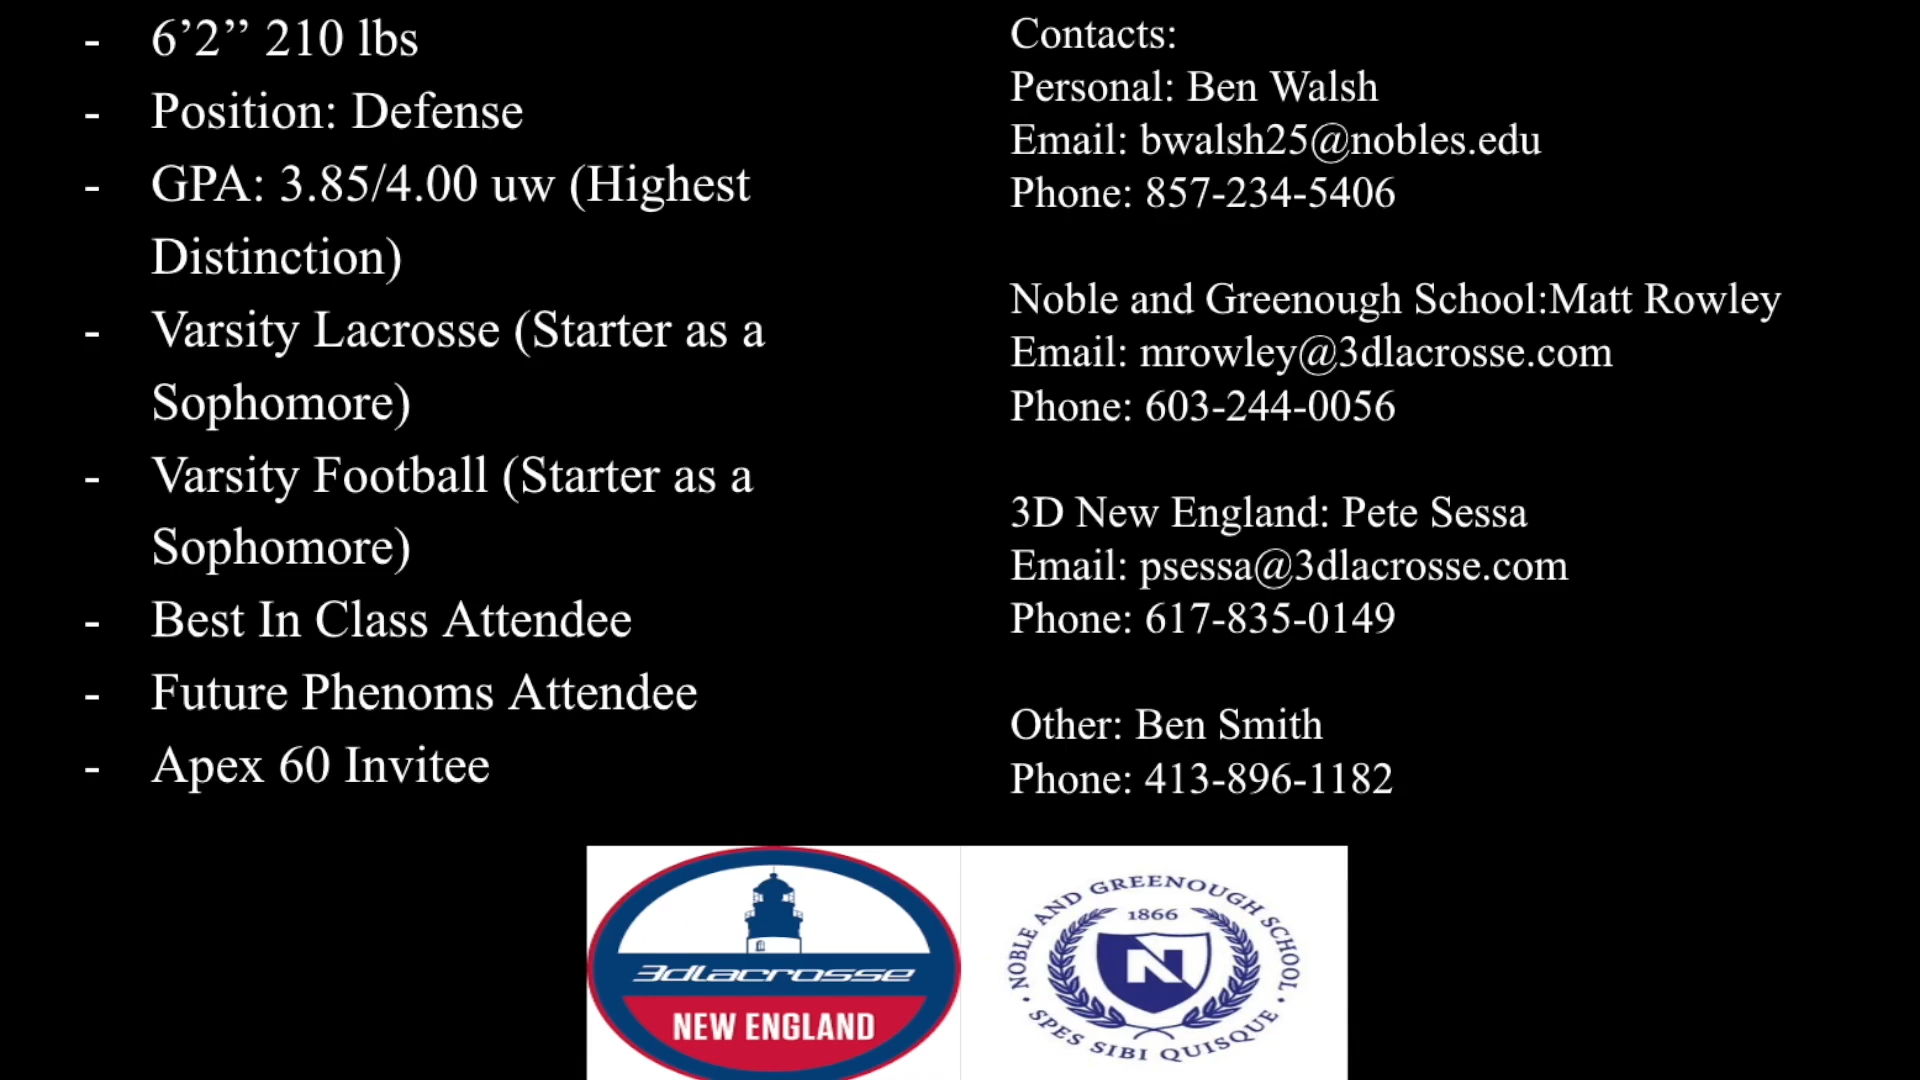 - 6’2’’ 210 lbs
- Position: Defense
- GPA: 3.85/4.00 uw (Highest
Distinction)
- Varsity Lacrosse (Starter as a
Sophomore)
- Varsity Football (Starter as a
Sophomore)
- Best In Class Attendee
- Future Phenoms Attendee
- Apex 60 Invitee
Contacts:
Personal: Ben Walsh
Email: bwalsh25@nobles.edu
Phone: 857-234-5406
Noble and Greenough School:Matt Rowley
Email: mrowley@3dlacrosse.com
Phone: 603-244-0056
3D New England: Pete Sessa
Email: psessa@3dlacrosse.com
Phone: 617-835-0149
Other: Ben Smith
Phone: 413-896-1182
3dlacrosse
NEW ENGLAND
NOBLE AND GREENOUGH SCHOOL
1866
N
SPES SIBI QUISQUE